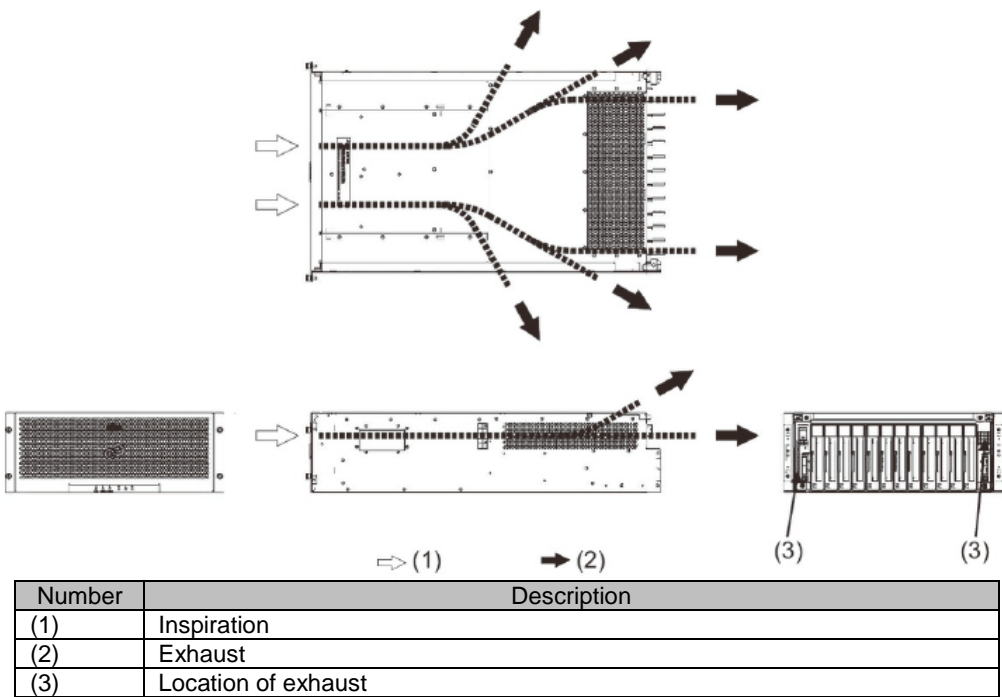 (1)
(2)
(3)
(3)
Number Description
(1) Inspiration
(2) Exhaust
(3) Location of exhaust